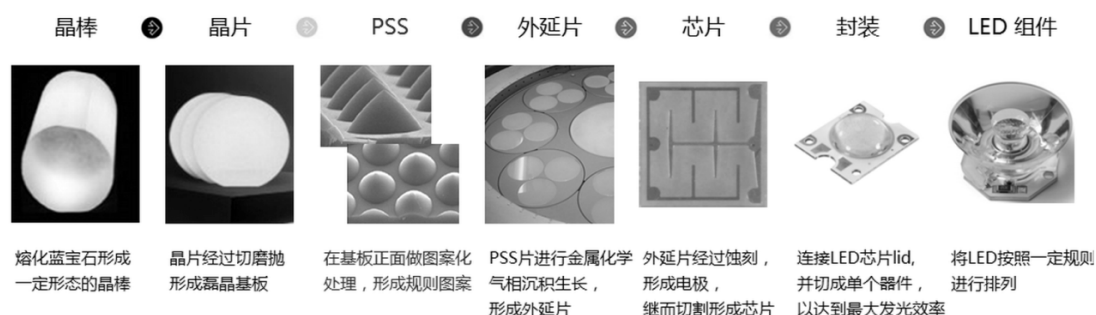 晶棒
晶片
PSS
外延片
芯片
封装
LED 组件
熔化蓝宝石形成
一定形态的晶棒
晶片经过切磨抛
形成磊晶基板
在基板正面做图案化
处理，形成规则图案
PSS片进行金属化学
气相沉积生长，
形成外延片
外延片经过蚀刻，
形成电极，
继而切割形成芯片
连接LED芯片lid,
并切成单个器件，
以达到最大发光效率
将LED按照一定规则
进行排列